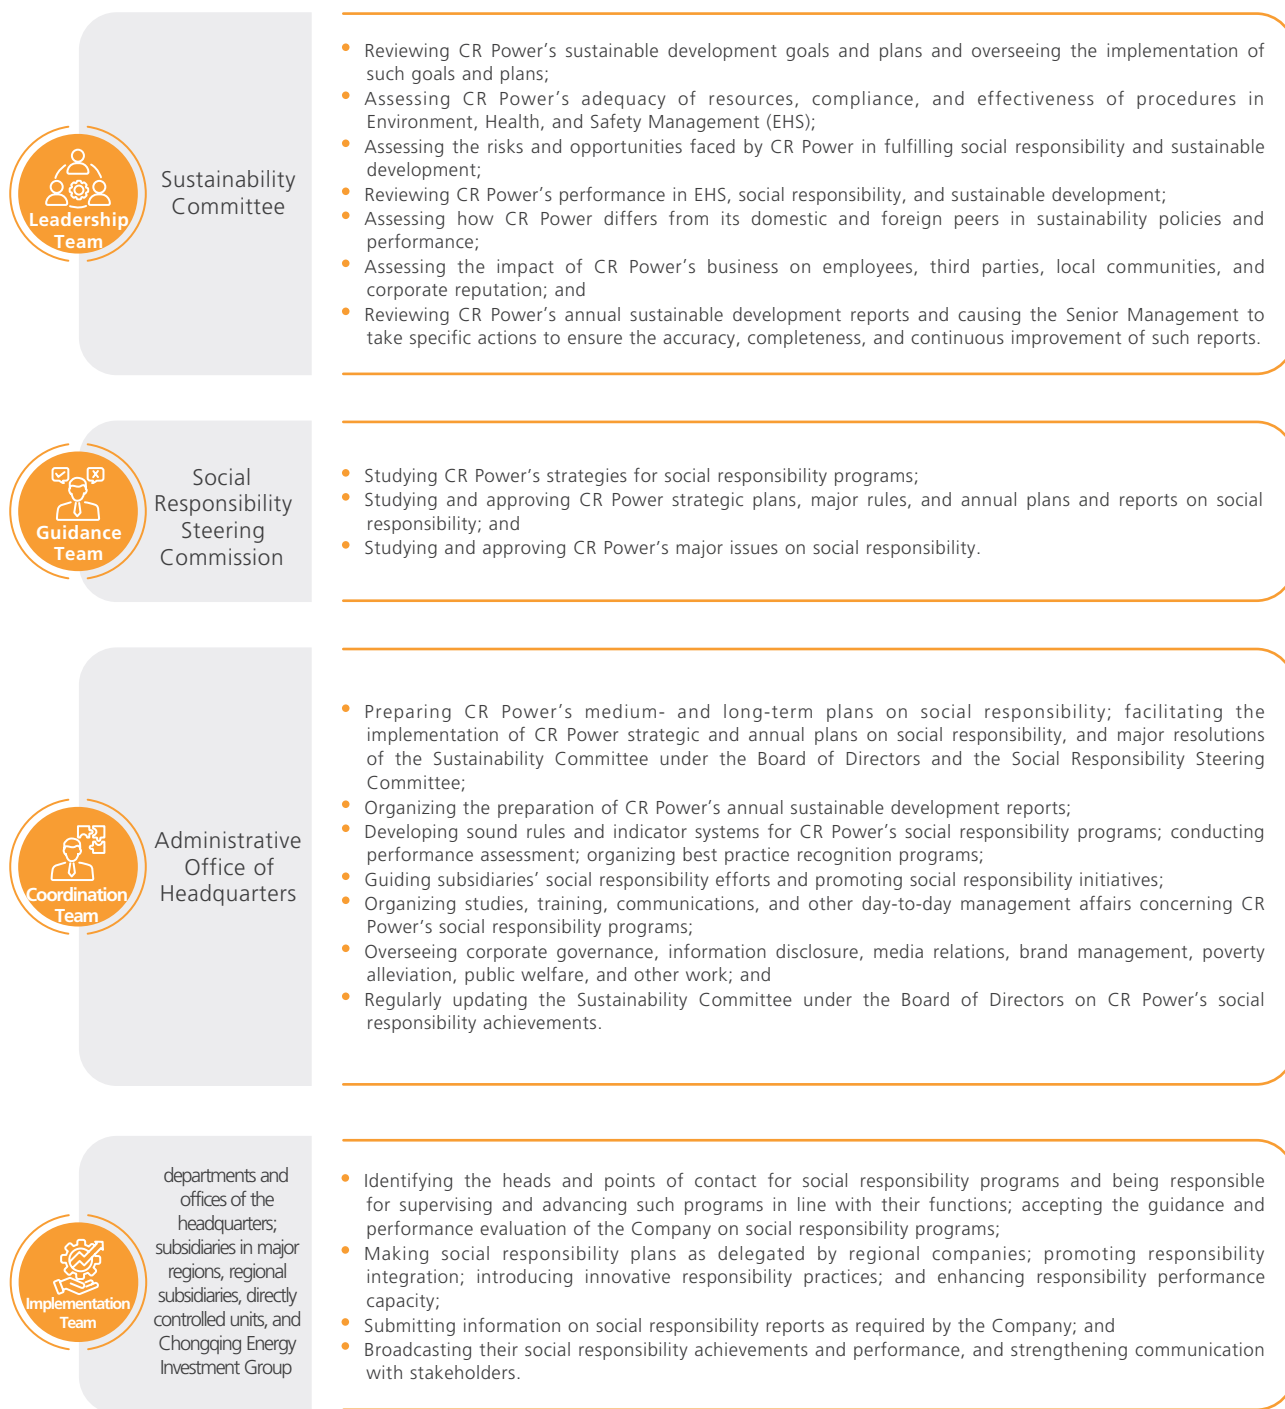 Leadership
Team
Sustainability
Committee
• Reviewing CR Power’s sustainable development goals and plans and overseeing the implementation of
such goals and plans;
• Assessing CR Power’s adequacy of resources, compliance, and effectiveness of procedures in
Environment, Health, and Safety Management (EHS);
• Assessing the risks and opportunities faced by CR Power in fulfilling social responsibility and sustainable
development;
• Reviewing CR Power’s performance in EHS, social responsibility, and sustainable development;
• Assessing how CR Power differs from its domestic and foreign peers in sustainability policies and
performance;
• Assessing the impact of CR Power’s business on employees, third parties, local communities, and
corporate reputation; and
• Reviewing CR Power’s annual sustainable development reports and causing the Senior Management to
take specific actions to ensure the accuracy, completeness, and continuous improvement of such reports.
Guidance
Team
Social
Responsibility
Steering
Commission
• Studying CR Power’s strategies for social responsibility programs;
• Studying and approving CR Power strategic plans, major rules, and annual plans and reports on social
responsibility; and
• Studying and approving CR Power’s major issues on social responsibility.
Coordination
Team
Administrative
Office of
Headquarters
• Preparing CR Power’s medium- and long-term plans on social responsibility; facilitating the
implementation of CR Power strategic and annual plans on social responsibility, and major resolutions
of the Sustainability Committee under the Board of Directors and the Social Responsibility Steering
Committee;
• Organizing the preparation of CR Power’s annual sustainable development reports;
• Developing sound rules and indicator systems for CR Power’s social responsibility programs; conducting
performance assessment; organizing best practice recognition programs;
• Guiding subsidiaries’ social responsibility efforts and promoting social responsibility initiatives;
• Organizing studies, training, communications, and other day-to-day management affairs concerning CR
Power’s social responsibility programs;
• Overseeing corporate governance, information disclosure, media relations, brand management, poverty
alleviation, public welfare, and other work; and
• Regularly updating the Sustainability Committee under the Board of Directors on CR Power’s social
responsibility achievements.
Implementation
Team
departments and
offices of the
headquarters;
subsidiaries in major
regions, regional
subsidiaries, directly
controlled units, and
Chongqing Energy
Investment Group
• Identifying the heads and points of contact for social responsibility programs and being responsible
for supervising and advancing such programs in line with their functions; accepting the guidance and
performance evaluation of the Company on social responsibility programs;
• Making social responsibility plans as delegated by regional companies; promoting responsibility
integration; introducing innovative responsibility practices; and enhancing responsibility performance
capacity;
• Submitting information on social responsibility reports as required by the Company; and
• Broadcasting their social responsibility achievements and performance, and strengthening communication
with stakeholders.